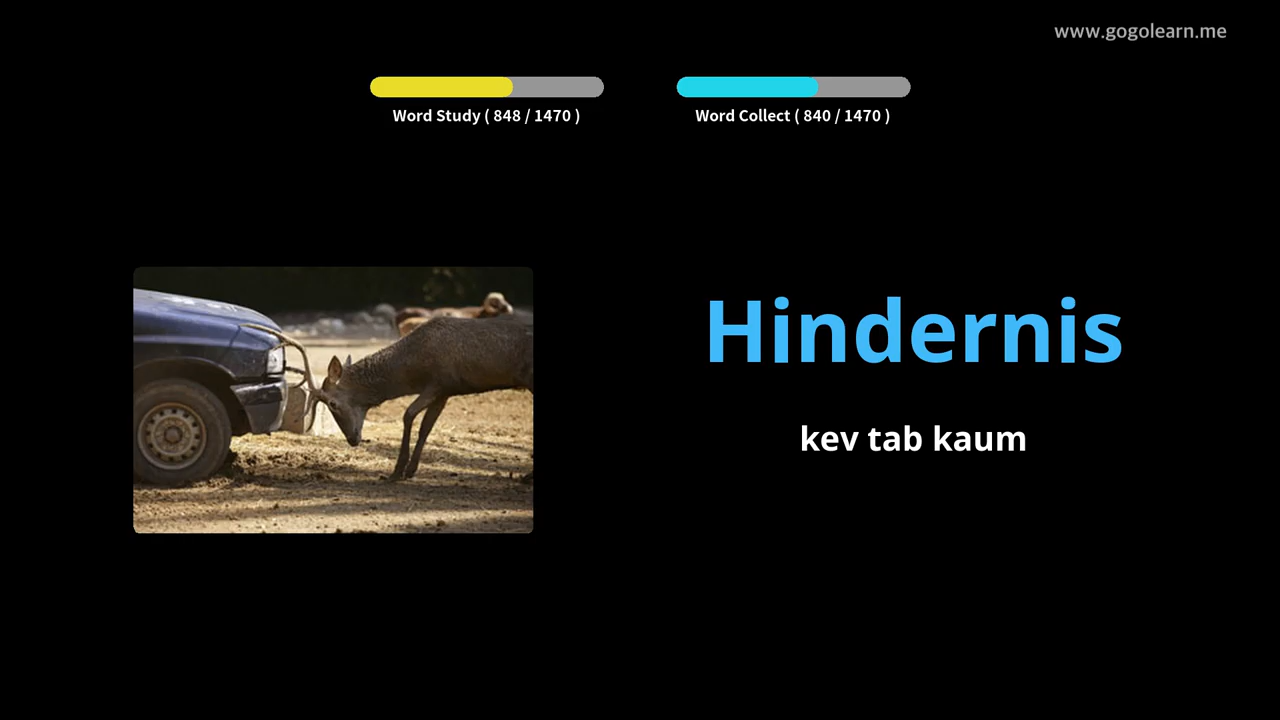 www.gogolearn.me
Word Study ( 848 / 1470 )
Word Collect ( 840 / 1470 )
Hindernis
kev tab kaum